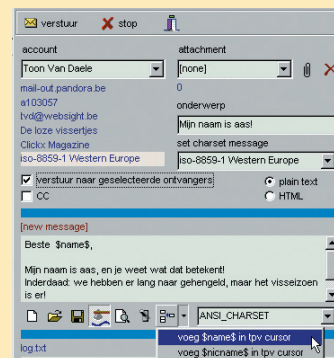 verstuur stop
account attachment
Toon Van Daele [none]
mail-out.pandora.be 0
a103057 onderwerp
tvd@websight.be Mijn naam is aas!
De loze vissertjes
Clickx Magazine set charset message
iso-8859-1 Western Europe iso-8859-1 Western Europe
verstuur naar geselecteerde ontvangers plain text
CC HTML
[new message]
Beste $name$,
Mijn naam is aas, en je weet wat dat betekent!
Inderdaad: we hebben er lang naar gehengeld, maar het visseizoen
is er!
ANSI_CHARSET
voeg $name$ in tpv cursor
log.txt voeg $nicname$ in tpv cursor